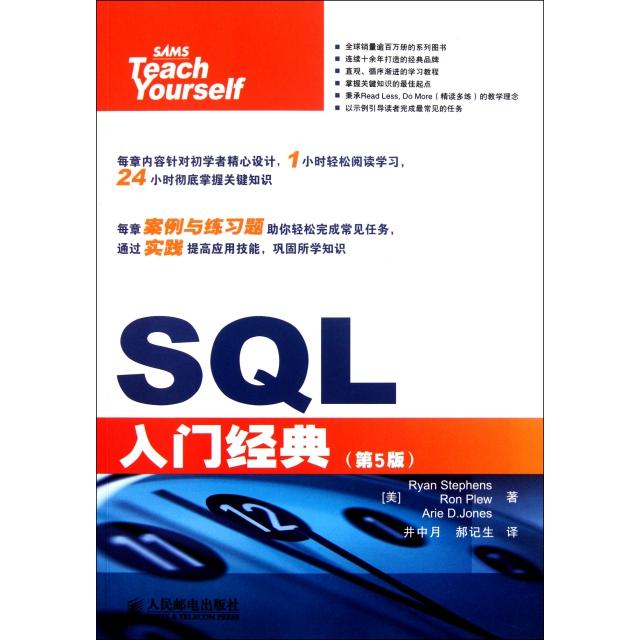 SAMS
Teach
Yourself
全球销量逾百万册的系列图书
连续十余年打造的经典品牌
直观、循序渐进的学习教程
掌握关键知识的最佳起点
秉承Read Less, Do More（精读多练）的教学理念
以示例引导读者完成最常见的任务
每章内容针对初学者精心设计，1小时轻松阅读学习，
24小时彻底掌握关键知识
每章案例与练习题助你轻松完成常见任务，
通过实践提高应用技能，巩固所学知识
SQL
入门经典（第5版）
Ryan Stephens
[美] Ron Plew 著
Arie D.Jones
井中月 郝记生 译
11
12
人民邮电出版社
POSTS & TELECOM PRESS